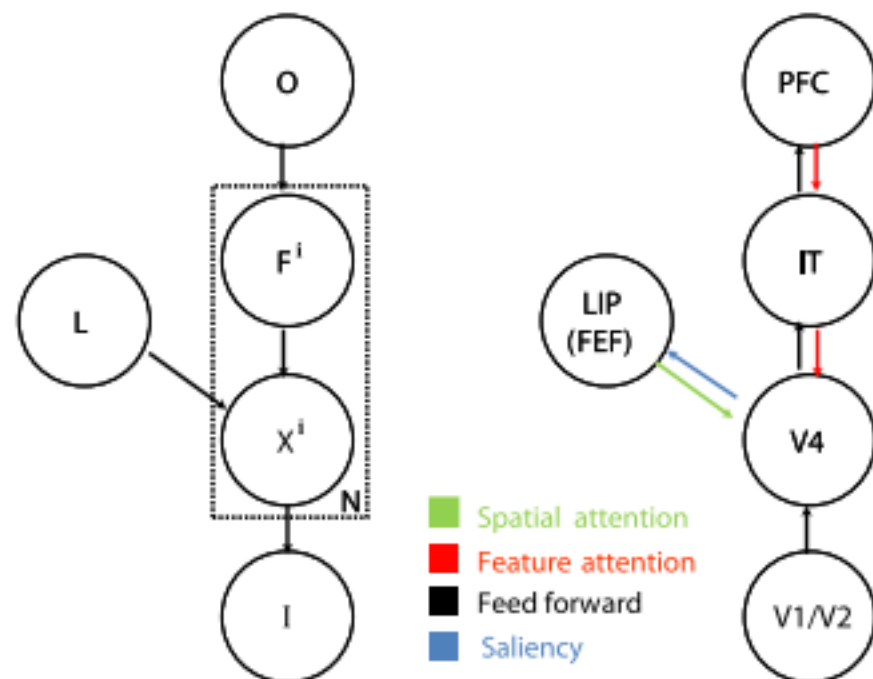 O
F i
L
X i
N
I
PFC
IT
LIP
(FEF)
V4
V1/V2
Spatial attention
Feature attention
Feed forward
Saliency